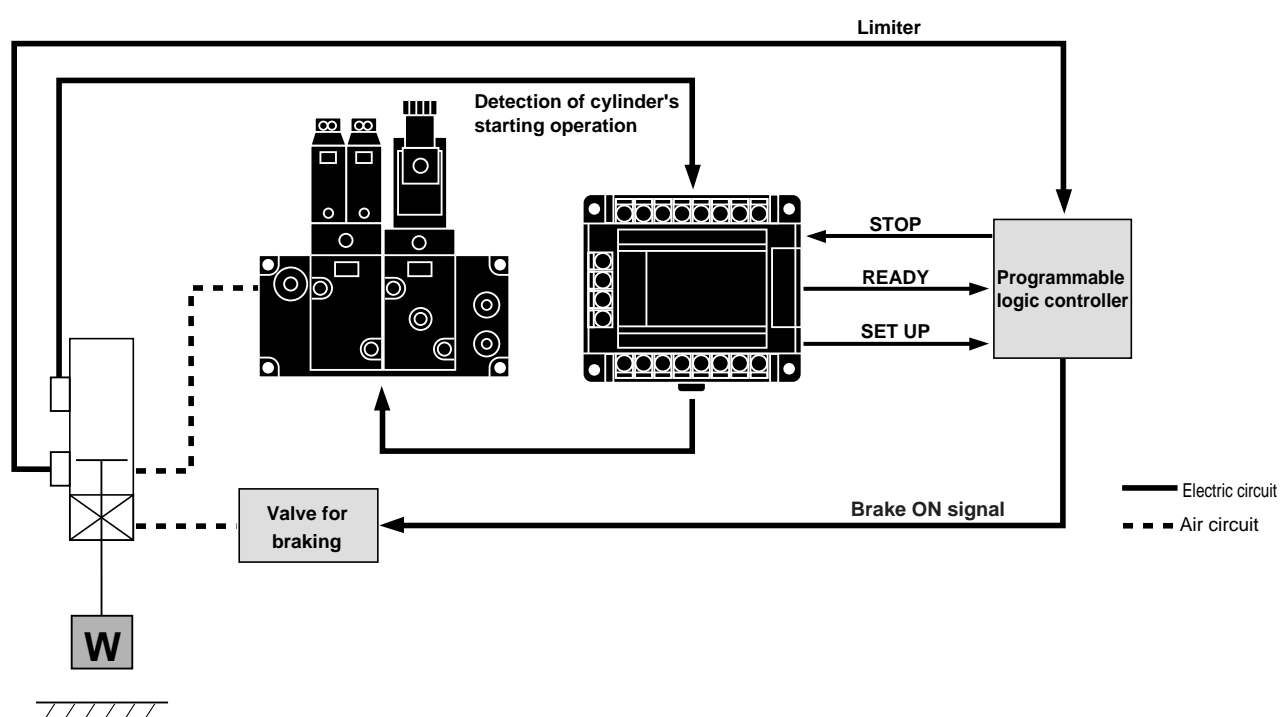 Limiter
Detection of cylinder's
starting operation
STOP
READY
SET UP
Programmable
logic controller
Valve for
braking
Brake ON signal
Electric circuit
Air circuit
W